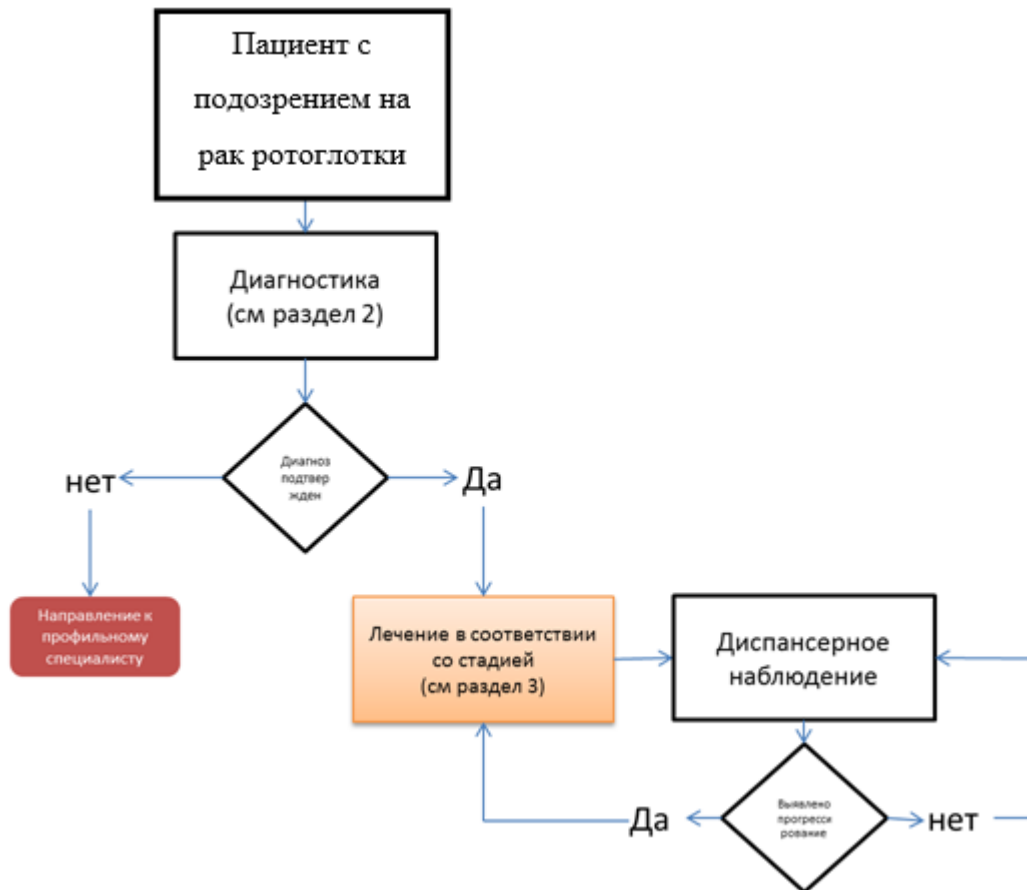 Пациент с
подозрением на
рак ротоглотки
Диагностика
(см раздел 2)
Диагноз
подтвер
жден
нет
Да
Направление к
профильному
специалисту
Лечение в соответствии
со стадией
(см раздел 3)
Диспансерное
наблюдение
Выявлено
прогресси
рование
Да
нет